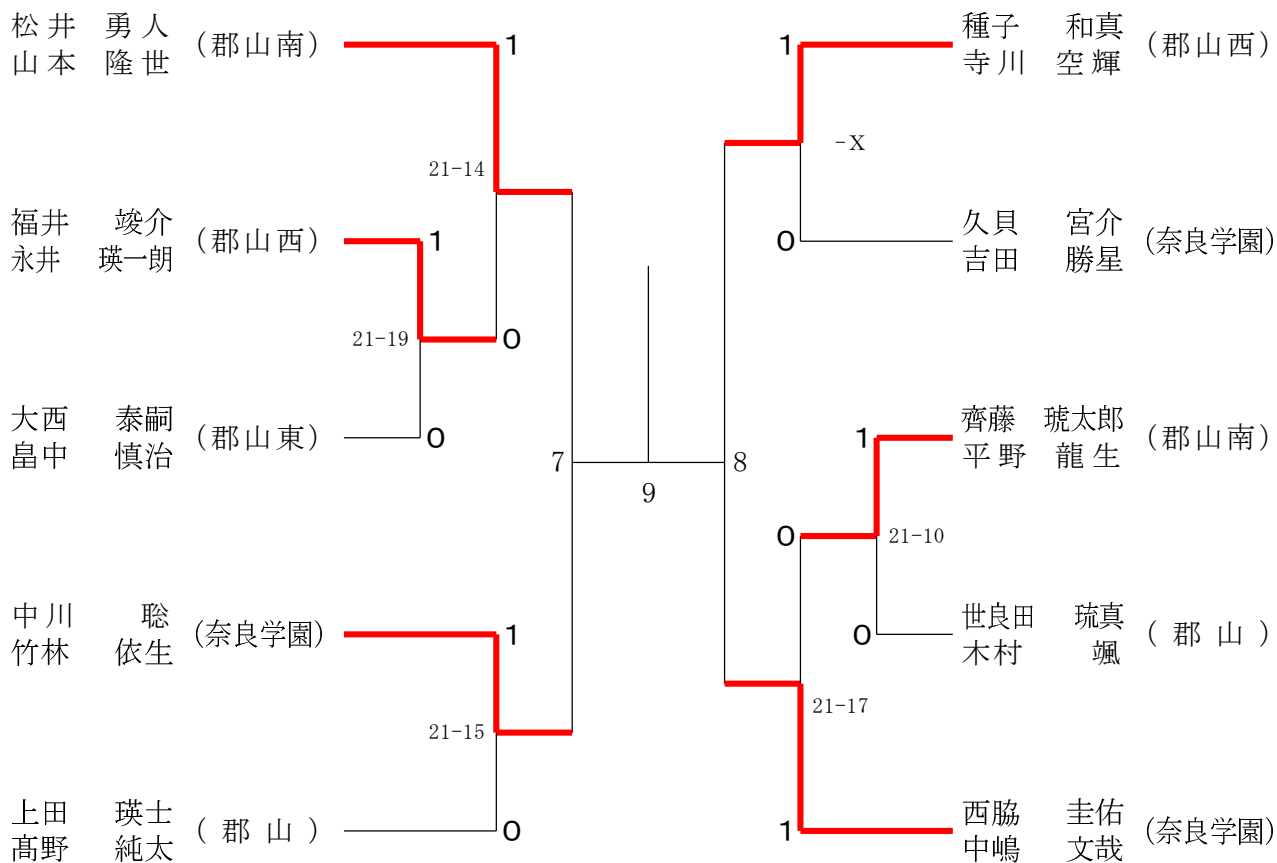 松井 勇人
山本 隆世
(郡山南)
1
21-14
福井 竣介
永井 瑛一朗
(郡山西)
1
21-19
0
大西 泰嗣
畠中 慎治
(郡山東)
0
7
中川 聡
竹林 依生
(奈良学園)
1
21-15
上田 瑛士
髙野 純太
(郡山)
0
9
種子 和真
寺川 空輝
(郡山西)
1
-X
久貝 宮介
吉田 勝星
(奈良学園)
0
8
齊藤 琥太郎
平野 龍生
(郡山南)
1
0
21-10
世良田 琉真
木村 颯
(郡山)
0
21-17
西脇 圭佑
中嶋 文哉
(奈良学園)
1